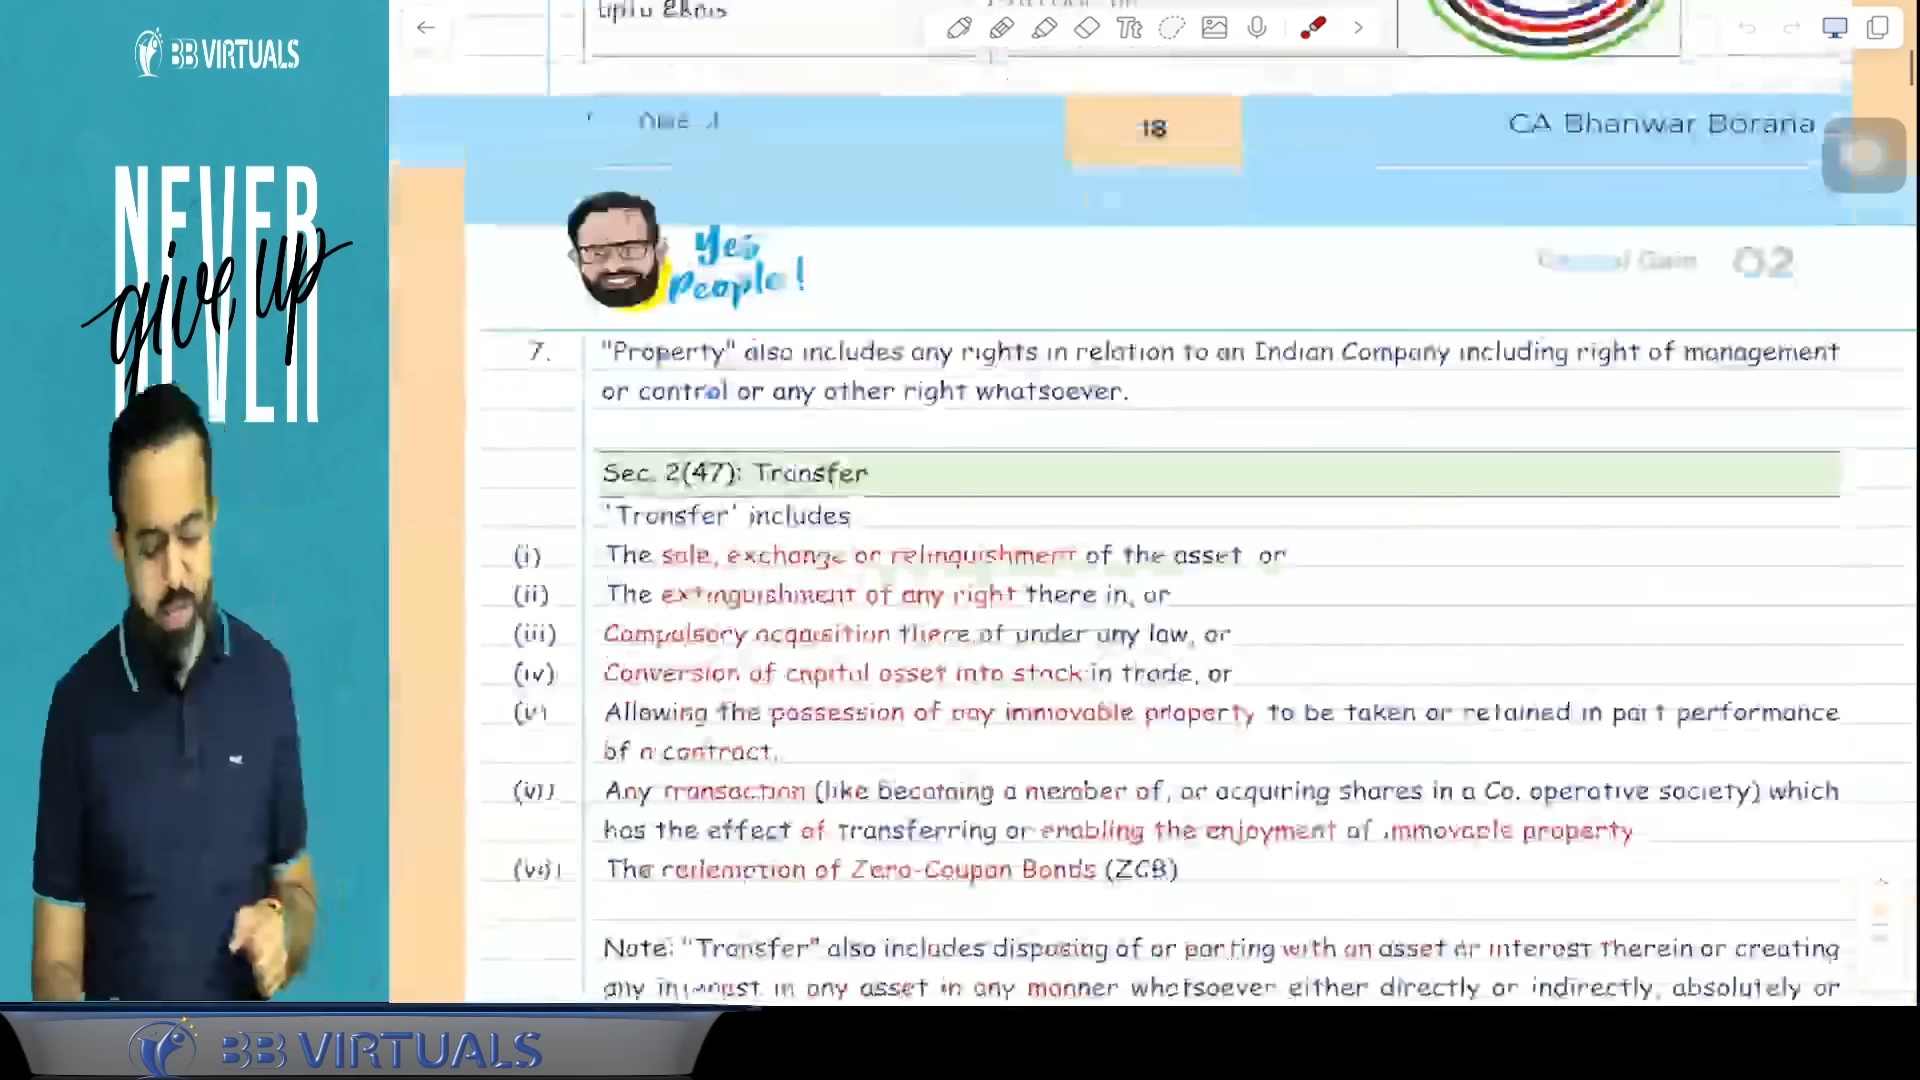 BB VIRTUALS
NEVER
give up
NEVER
Tt
18
CA Bhanwar Borana
Yes
People!
Capital Gain 02
7. "Property" also includes any rights in relation to an Indian Company including right of management
or control or any other right whatsoever.
Sec. 2(47): Transfer
'Transfer' includes
(i) The sale, exchange or relinquishment of the asset or
(ii) The extinguishment of any right there in, or
(iii) Compulsory acquisition there of under any law, or
(iv) Conversion of capital asset into stock in trade, or
(v) Allowing the possession of any immovable property to be taken or retained in part performance
of a contract.
(vi) Any transaction (like becoming a member of, or acquiring shares in a Co. operative society) which
has the effect of transferring or enabling the enjoyment of immovable property
(vii) The redemption of Zero-Coupon Bonds (ZCB)
Note: "Transfer" also includes disposing of or parting with an asset or interest therein or creating
any interest in any asset in any manner whatsoever either directly or indirectly, absolutely or
BB VIRTUALS